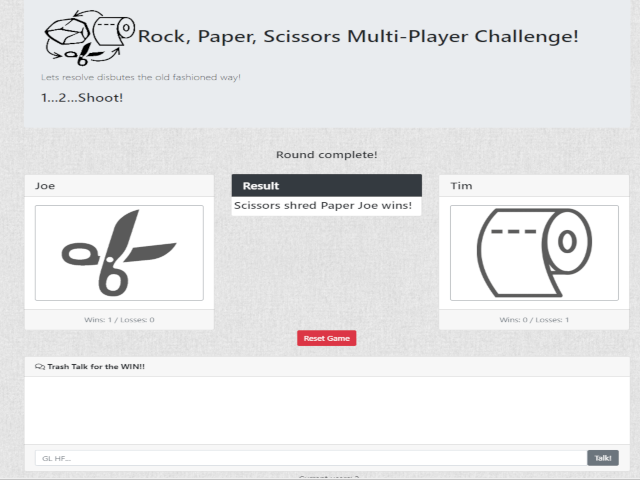 Rock, Paper, Scissors Multi-Player Challenge!
Lets resolve disbutes the old fashioned way!
1...2...Shoot!
Round complete!
Joe
Result
Tim
Scissors shred Paper Joe wins!
Wins: 1 / Losses: 0
Wins: 0 / Losses: 1
Reset Game
Trash Talk for the WIN!!
GL HF...
Talk!